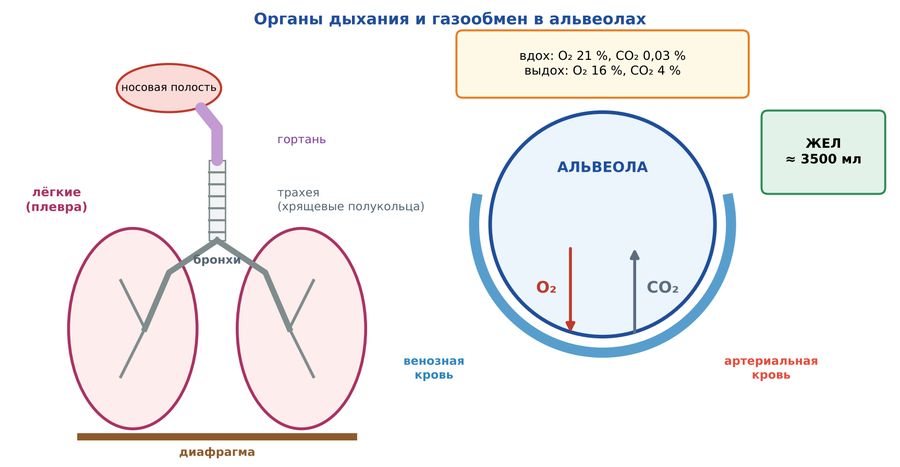 Органы дыхания и газообмен в альвеолах
вдох: O₂ 21 %, CO₂ 0,03 %
выдох: O₂ 16 %, CO₂ 4 %
носовая полость
гортань
ЖЕЛ
≈ 3500 мл
АЛЬВЕОЛА
лёгкие
(плевра)
трахея
(хрящевые полукольца)
бронхи
O₂
CO₂
венозная
кровь
артериальная
кровь
диафрагма